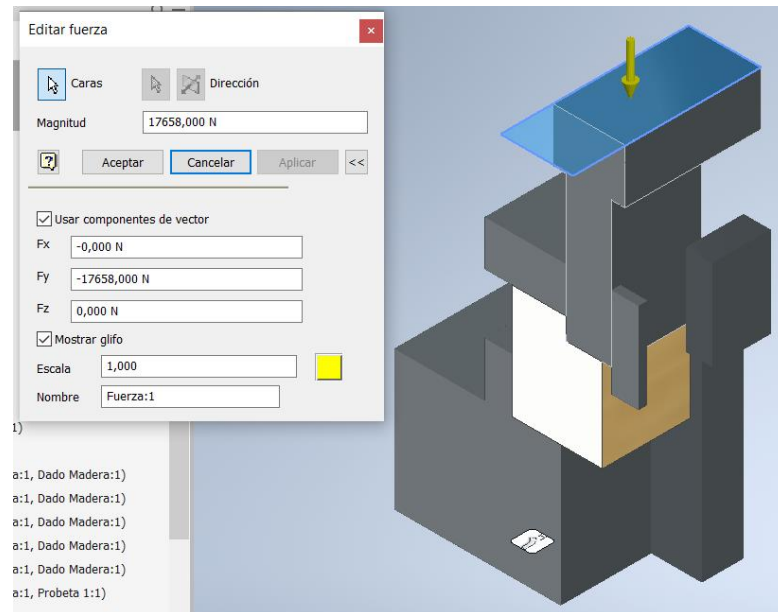 Editar fuerza
Caras
Dirección
Magnitud
17658,000 N
Aceptar
Cancelar
Aplicar
<<
Usar componentes de vector
Fx
-0,000 N
Fy
-17658,000 N
Fz
0,000 N
Mostrar glifo
Escala
1,000
Nombre
Fuerza:1
1)
a:1, Dado Madera:1)
a:1, Dado Madera:1)
a:1, Dado Madera:1)
a:1, Dado Madera:1)
a:1, Dado Madera:1)
a:1, Probeta 1:1)